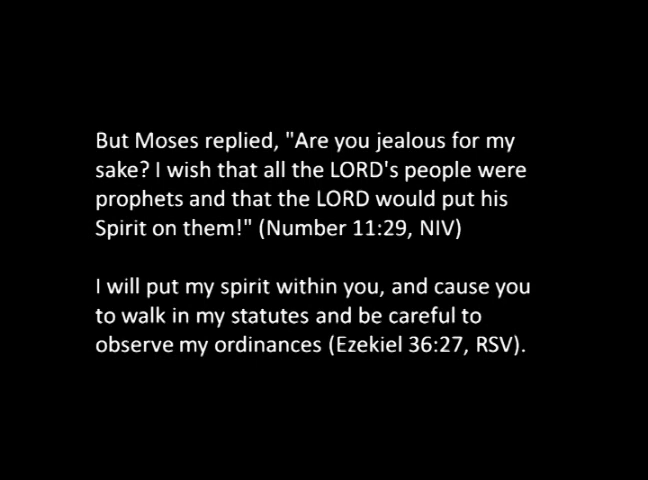 But Moses replied, "Are you jealous for my
sake? I wish that all the LORD's people were
prophets and that the LORD would put his
Spirit on them!" (Number 11:29, NIV)
I will put my spirit within you, and cause you
to walk in my statutes and be careful to
observe my ordinances (Ezekiel 36:27, RSV).